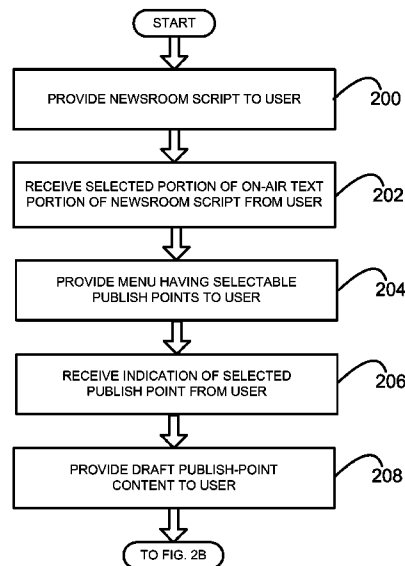 START
PROVIDE NEWSROOM SCRIPT TO USER
200
RECEIVE SELECTED PORTION OF ON-AIR TEXT
PORTION OF NEWSROOM SCRIPT FROM USER
202
PROVIDE MENU HAVING SELECTABLE
PUBLISH POINTS TO USER
204
RECEIVE INDICATION OF SELECTED
PUBLISH POINT FROM USER
206
PROVIDE DRAFT PUBLISH-POINT
CONTENT TO USER
208
TO FIG. 2B